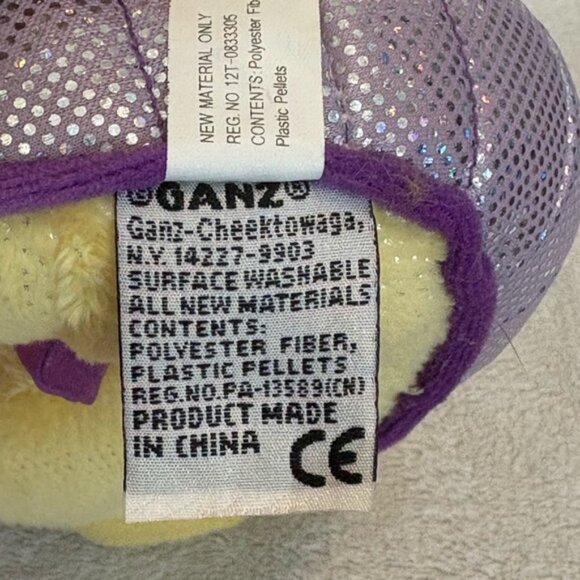 NEW MATERIAL ONLY
REG. NO 12T-0833305
CONTENTS: Polyester Fib
Plastic Pellets
©GANZ®
Ganz-Cheektowaga,
N.Y. 14227-9903
SURFACE WASHABLE
ALL NEW MATERIALS
CONTENTS:
POLYESTER FIBER,
PLASTIC PELLETS
REG.NO.PA-13589(CN)
PRODUCT MADE
IN CHINA
CE